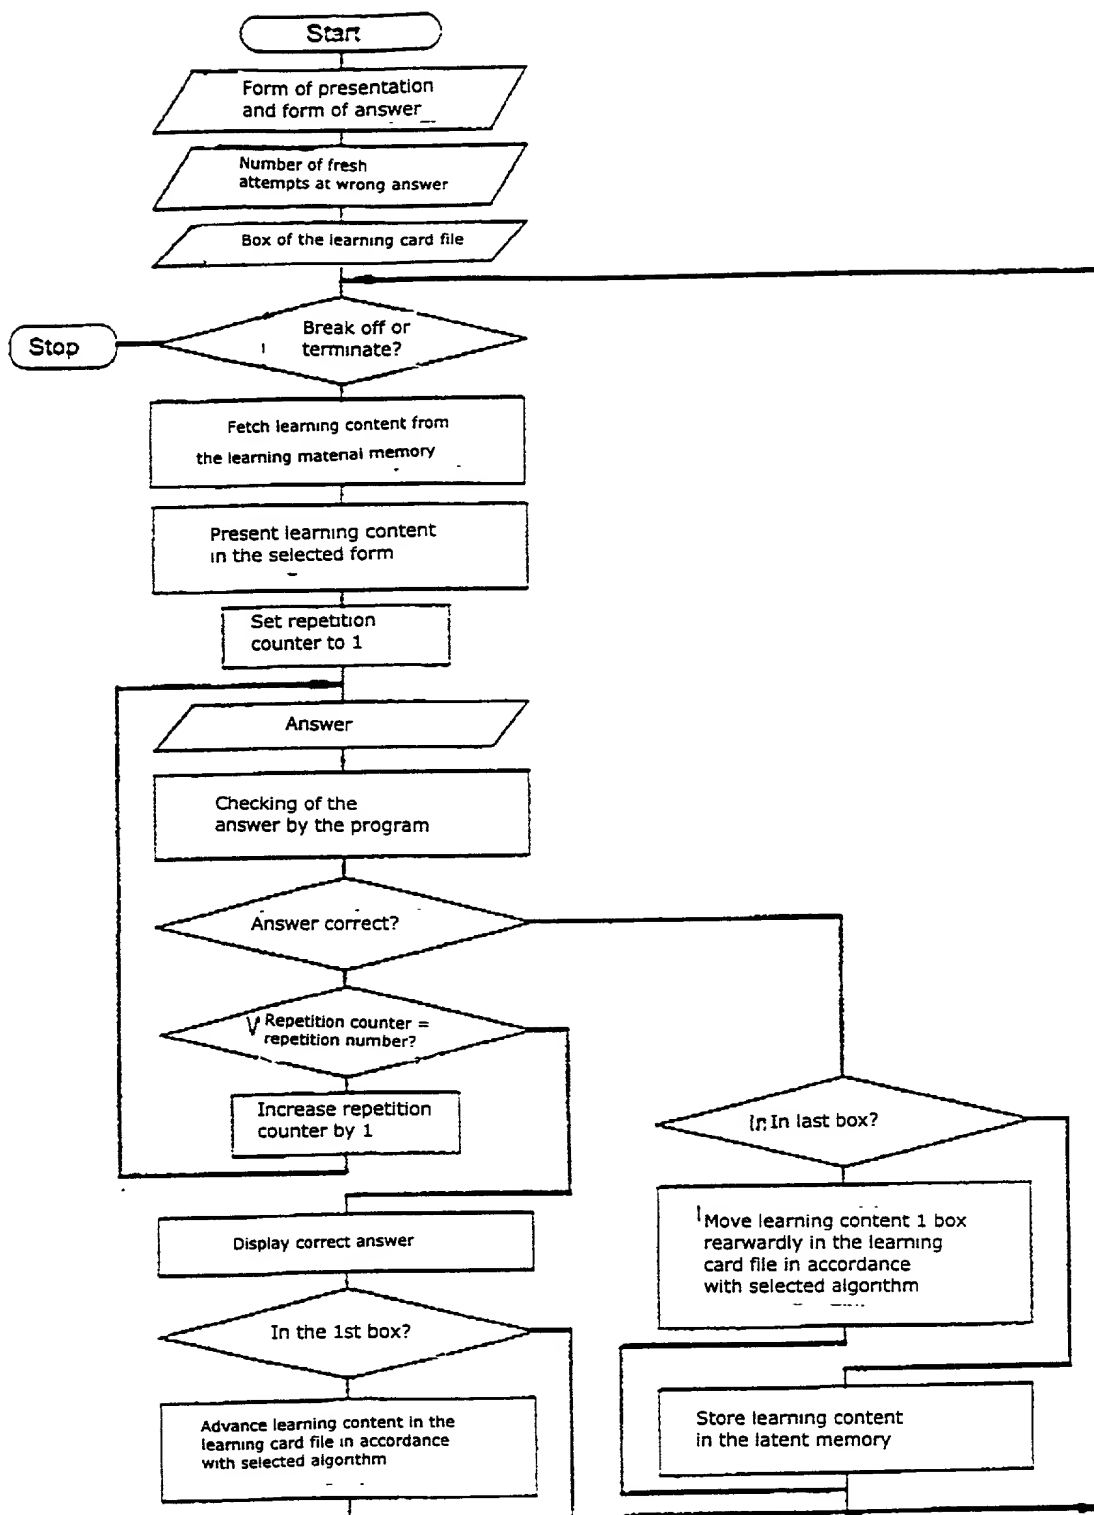 Start
Form of presentation
and form of answer
Number of fresh
attempts at wrong answer
Box of the learning card file
Break off or
terminate?
Stop
Fetch learning content from
the learning material memory
Present learning content
in the selected form
Set repetition
counter to 1
Answer
Checking of the
answer by the program
Answer correct?
Repetition counter =
repetition number?
Increase repetition
counter by 1
Display correct answer
In the 1st box?
Advance learning content in the
learning card file in accordance
with selected algorithm
In In last box?
Move learning content 1 box
rearwardly in the learning
card file in accordance
with selected algorithm
Store learning content
in the latent memory